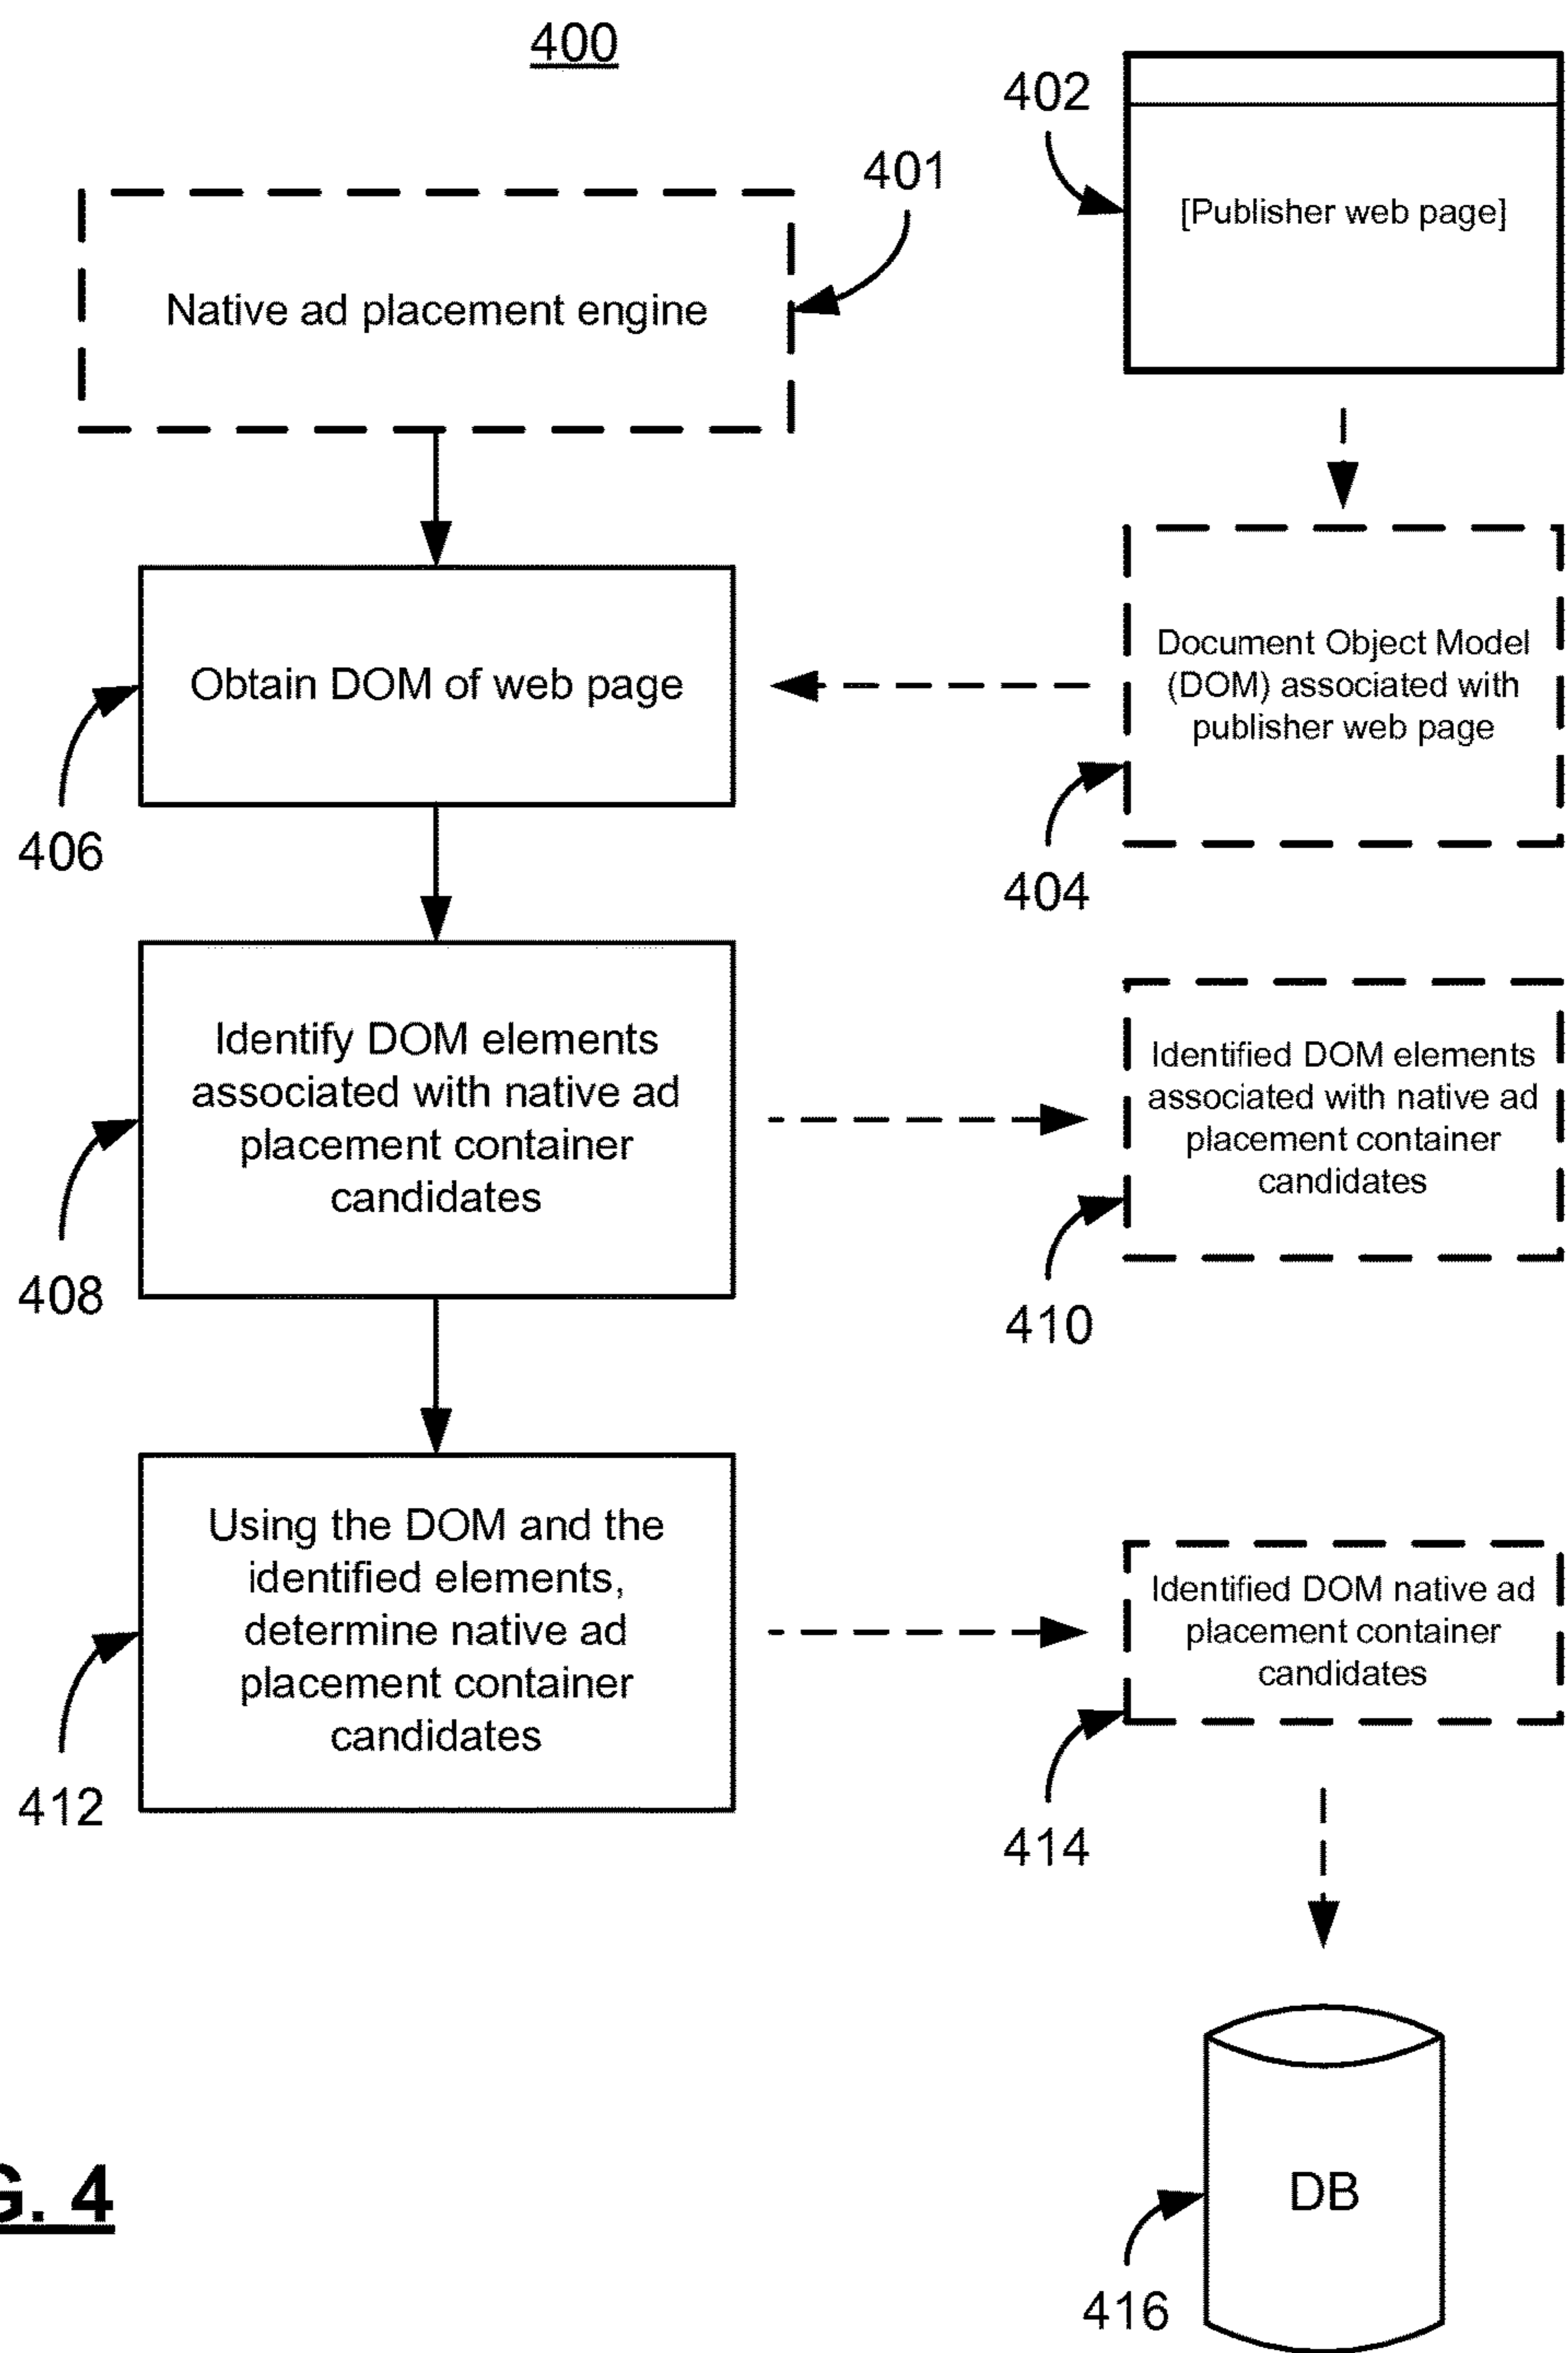 400
402
[Publisher web page]
401
Native ad placement engine
Obtain DOM of web page
406
Document Object Model
(DOM) associated with
publisher web page
404
Identify DOM elements
associated with native ad
placement container
candidates
408
Identified DOM elements
associated with native ad
placement container
candidates
410
Using the DOM and the
identified elements,
determine native ad
placement container
candidates
412
Identified DOM native ad
placement container
candidates
414
DB
416
G. 4